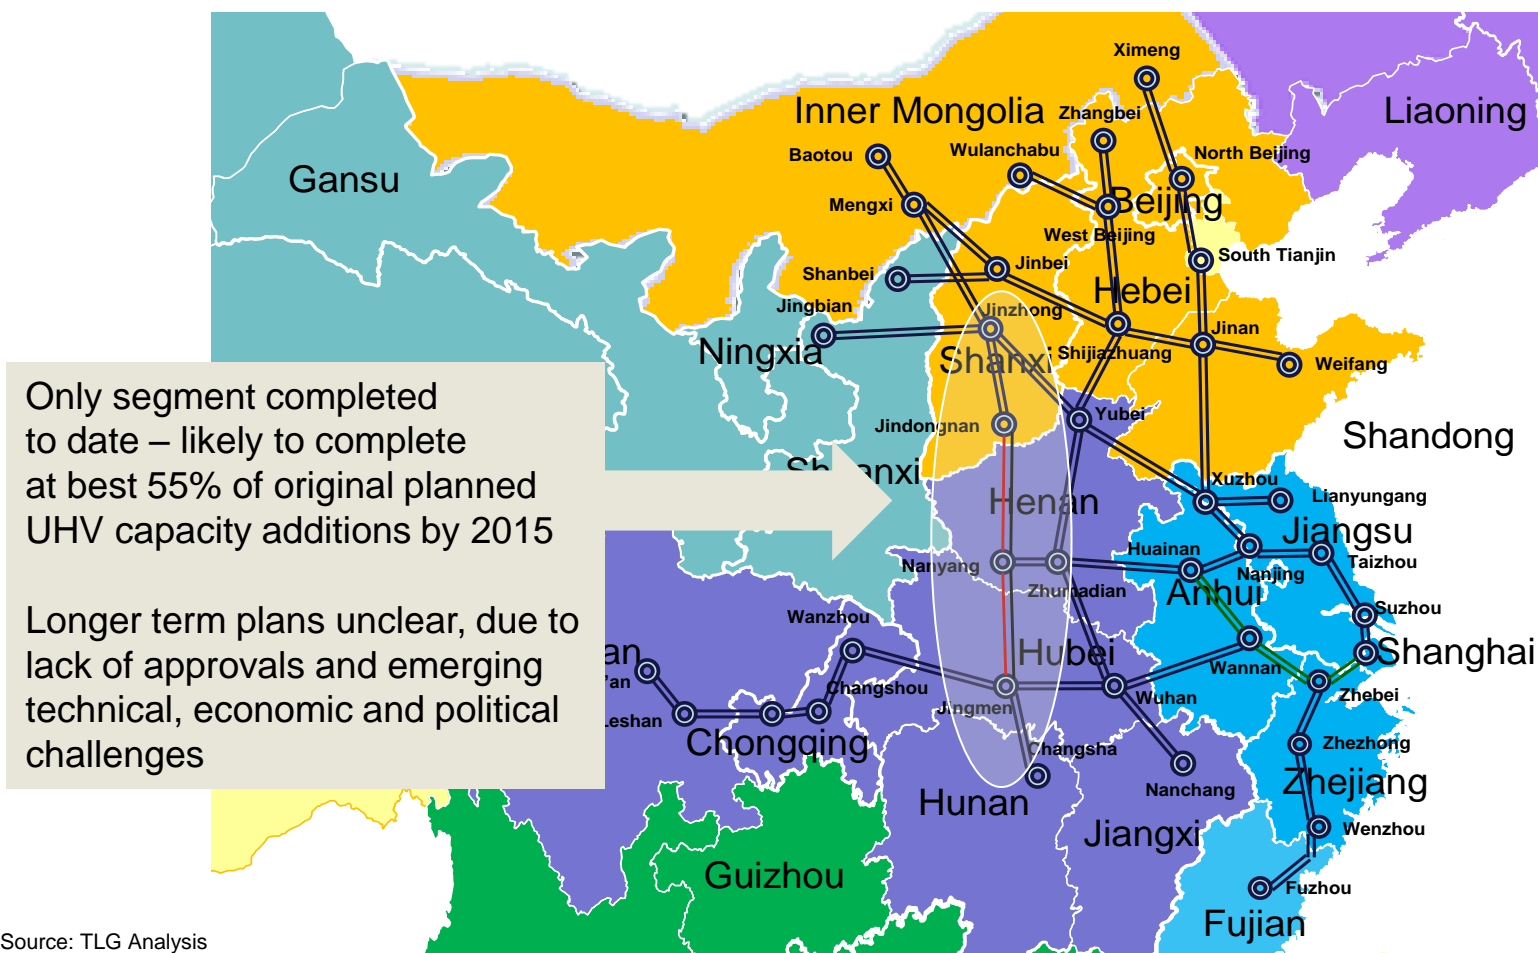 Ximeng
Inner Mongolia
Zhangbei
Liaoning
Baotou
Wulanchabu
North Beijing
Gansu
Mengxi
Beijing
West Beijing
South Tianjin
Shanbei
Jinbei
Hebei
Jingbian
Jinzhong
Jinan
Ningxia
Shanxi
Shijiazhuang
Weifang
Only segment completed
to date – likely to complete
at best 55% of original planned
UHV capacity additions by 2015
Longer term plans unclear, due to
lack of approvals and emerging
technical, economic and political
challenges
Jindongnan
Yubei
Shandong
anxi
Xuzhou
Lianyungang
Henan
Jiangsu
Huainan
Nanjing
Taizhou
Nanyang
Zhumadian
Anhui
Suzhou
Wanzhou
Hubei
Wannan
Shanghai
an
'an
Changshou
Wuhan
Zhebei
Leshan
Jingmen
Chongqing
Changsha
Zhezhong
Nanchang
Zhejiang
Hunan
Jiangxi
Wenzhou
Guizhou
Fuzhou
Fujian
Source: TLG Analysis